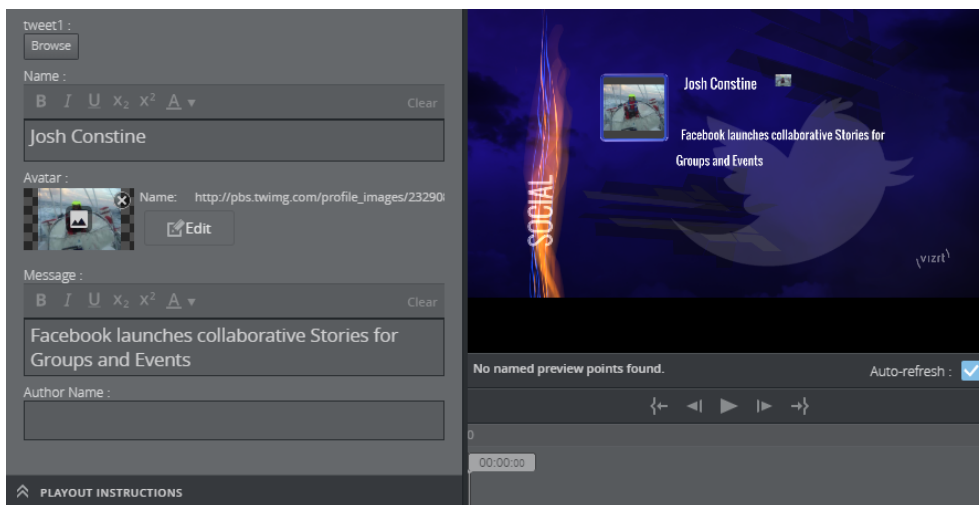 tweet1 :
Browse
Name :
B I U X₂ X² A Clear
Josh Constine
Avatar :
Name: http://pbs.twimg.com/profile_images/23290
Edit
Message :
B I U X₂ X² A Clear
Facebook launches collaborative Stories for
Groups and Events
Author Name :
PLAYOUT INSTRUCTIONS
SOCIAL
Josh Constine
Facebook launches collaborative Stories for
Groups and Events
vizrt
No named preview points found.
Auto-refresh :
0
00:00:00